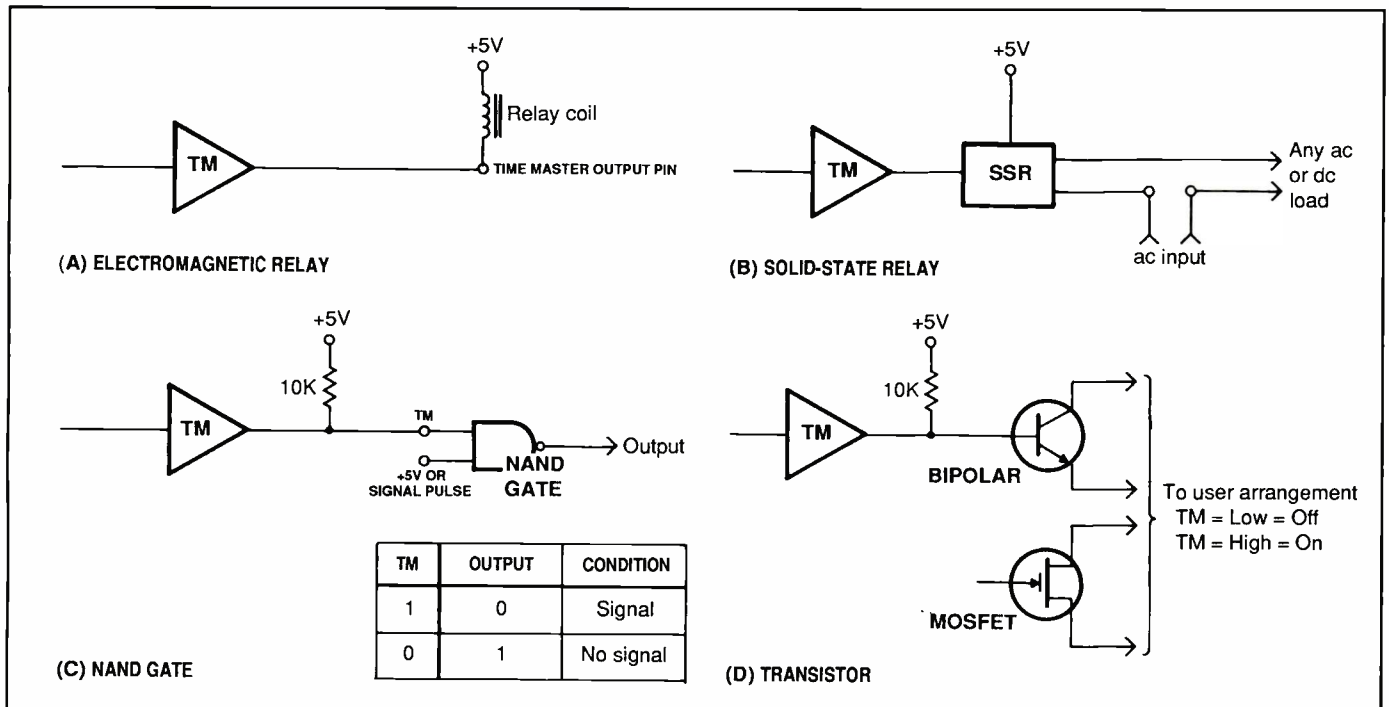 +5V
Relay coil
TM
TIME MASTER OUTPUT PIN
(A) ELECTROMAGNETIC RELAY
+5V
TM
SSR
Any ac
or dc
load
ac input
(B) SOLID-STATE RELAY
+5V
10K
TM
TM
+5V OR
SIGNAL PULSE
NAND
GATE
Output
TM OUTPUT CONDITION
1 0 Signal
0 1 No signal
(C) NAND GATE
+5V
10K
TM
BIPOLAR
MOSFET
To user arrangement
TM = Low = Off
TM = High = On
(D) TRANSISTOR